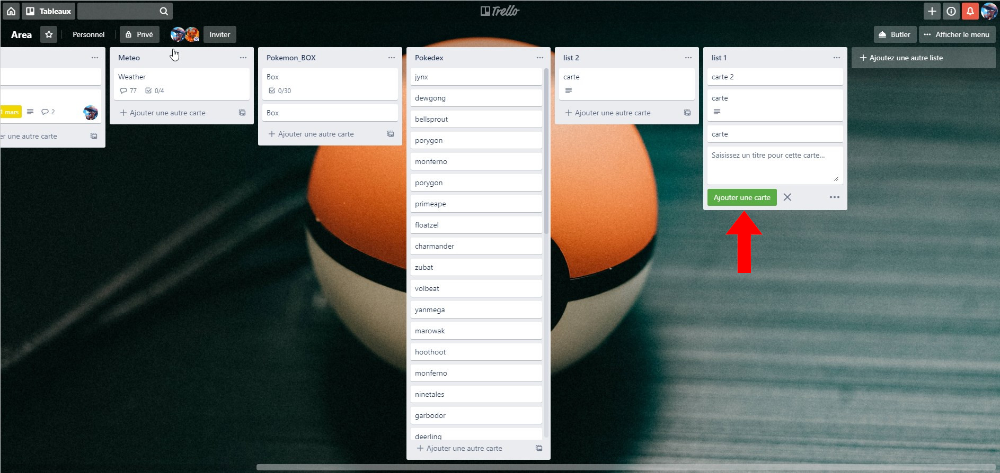 Tableaux
Trello
Area
Personnel
Privé
Inviter
Butler
Afficher le menu
1 mars
2
er une autre carte
Meteo
Weather
77
0/4
Ajouter une autre carte
Pokemon_BOX
Box
0/30
Box
Ajouter une autre carte
Pokedex
jynx
dewgong
bellsprout
porygon
monferno
porygon
primeape
floatzel
charmander
zubat
volbeat
yanmega
marowak
hoothoot
monferno
ninetales
garbodor
deerling
Ajouter une autre carte
list 2
carte
Ajouter une autre carte
list 1
carte 2
carte
carte
Saisissez un titre pour cette carte...
Ajouter une carte
Ajoutez une autre liste